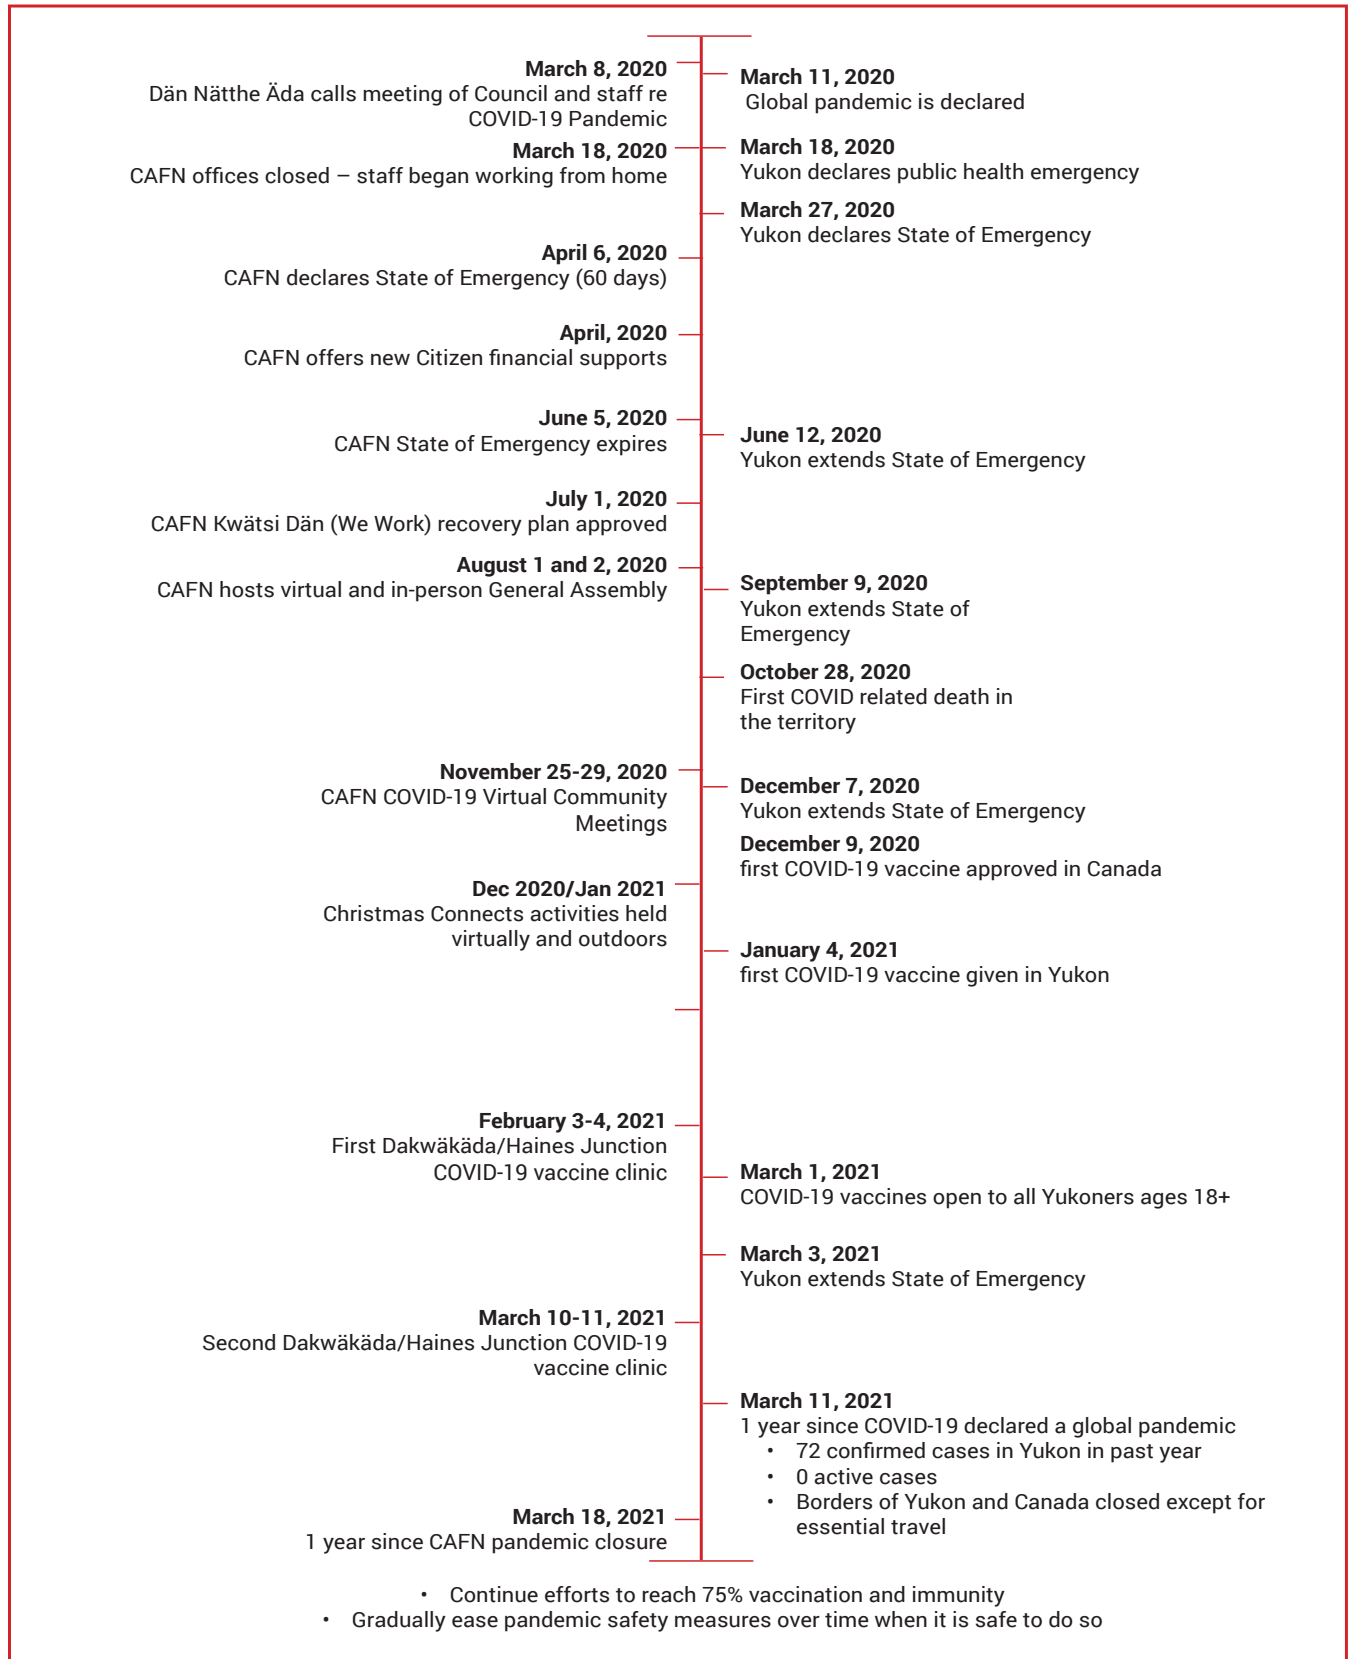 March 8, 2020
Dän Nätthe Äda calls meeting of Council and staff re
COVID-19 Pandemic
March 11, 2020
Global pandemic is declared
March 18, 2020
CAFN offices closed – staff began working from home
March 18, 2020
Yukon declares public health emergency
March 27, 2020
Yukon declares State of Emergency
April 6, 2020
CAFN declares State of Emergency (60 days)
April, 2020
CAFN offers new Citizen financial supports
June 5, 2020
CAFN State of Emergency expires
June 12, 2020
Yukon extends State of Emergency
July 1, 2020
CAFN Kwätsi Dän (We Work) recovery plan approved
August 1 and 2, 2020
CAFN hosts virtual and in-person General Assembly
September 9, 2020
Yukon extends State of
Emergency
October 28, 2020
First COVID related death in
the territory
November 25-29, 2020
CAFN COVID-19 Virtual Community
Meetings
December 7, 2020
Yukon extends State of Emergency
December 9, 2020
first COVID-19 vaccine approved in Canada
Dec 2020/Jan 2021
Christmas Connects activities held
virtually and outdoors
January 4, 2021
first COVID-19 vaccine given in Yukon
February 3-4, 2021
First Dakwäkäda/Haines Junction
COVID-19 vaccine clinic
March 1, 2021
COVID-19 vaccines open to all Yukoners ages 18+
March 3, 2021
Yukon extends State of Emergency
March 10-11, 2021
Second Dakwäkäda/Haines Junction COVID-19
vaccine clinic
March 11, 2021
1 year since COVID-19 declared a global pandemic
• 72 confirmed cases in Yukon in past year
• 0 active cases
• Borders of Yukon and Canada closed except for
essential travel
March 18, 2021
1 year since CAFN pandemic closure
• Continue efforts to reach 75% vaccination and immunity
• Gradually ease pandemic safety measures over time when it is safe to do so